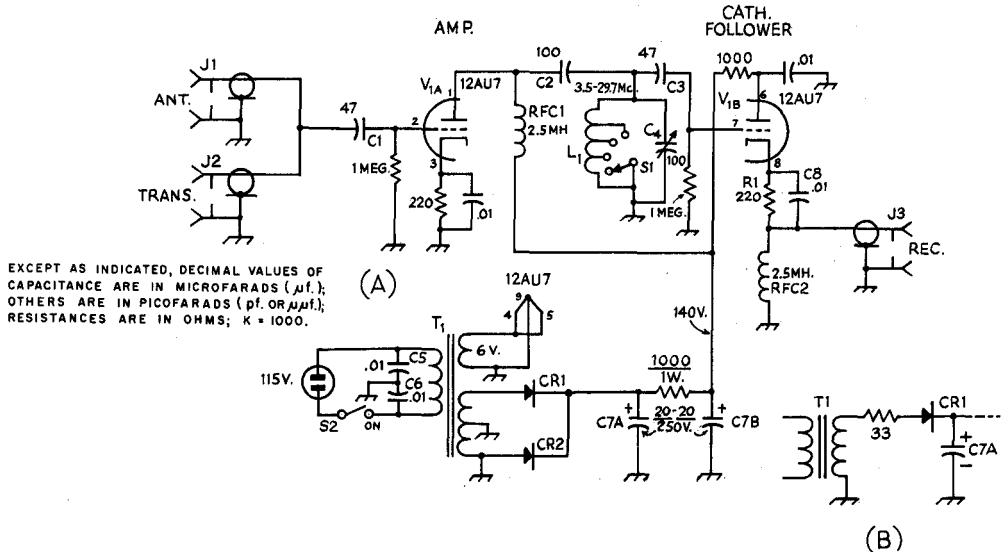 AMP.
CATH.
FOLLOWER
J1
ANT.
J2
TRANS.
47
C1
1 MEG.
V1A 1
12AU7
2
3
220
.01
RFC1
2.5MH
100
C2
47
C3
3.5-29.7Mc.
L1
S1
C4
100
1 MEG.
1000
.01
V1B
6
12AU7
7
8
R1
220
C8
.01
J3
REC.
2.5MH.
RFC2
EXCEPT AS INDICATED, DECIMAL VALUES OF
CAPACITANCE ARE IN MICROFARADS (μf.);
OTHERS ARE IN PICOFARADS (pf. OR μμf.);
RESISTANCES ARE IN OHMS; K = 1000.
(A)
12AU7
9
4
5
T1
6 V.
115V.
.01
C5
C6
.01
S2
ON
CR1
CR2
140V.
1000
1W.
C7A
+
20-20
250V.
+
C7B
T1
33
CR1
+
C7A
−
(B)